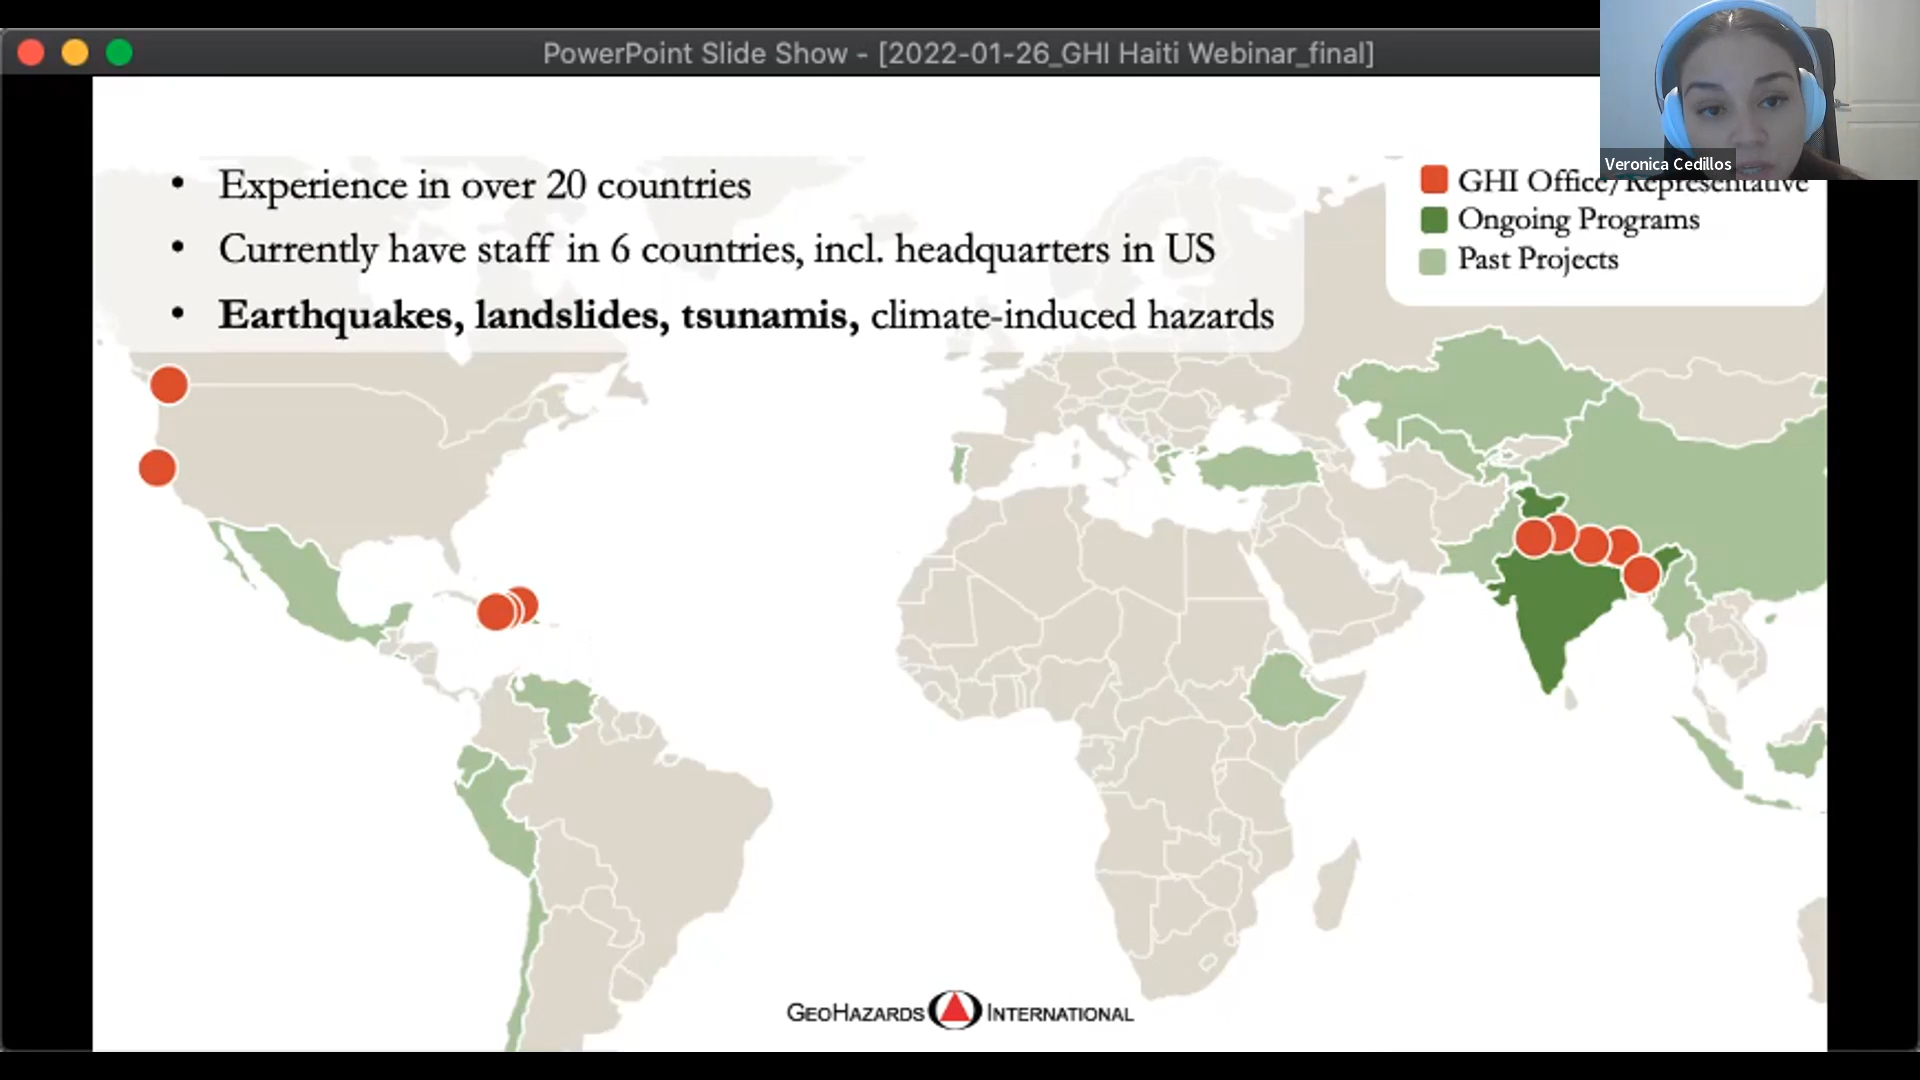 PowerPoint Slide Show - [2022-01-26_GHI Haiti Webinar_final]
Veronica Cedillos
• Experience in over 20 countries
• Currently have staff in 6 countries, incl. headquarters in US
• Earthquakes, landslides, tsunamis, climate-induced hazards
GHI Office/Representative
Ongoing Programs
Past Projects
GEOHAZARDS INTERNATIONAL